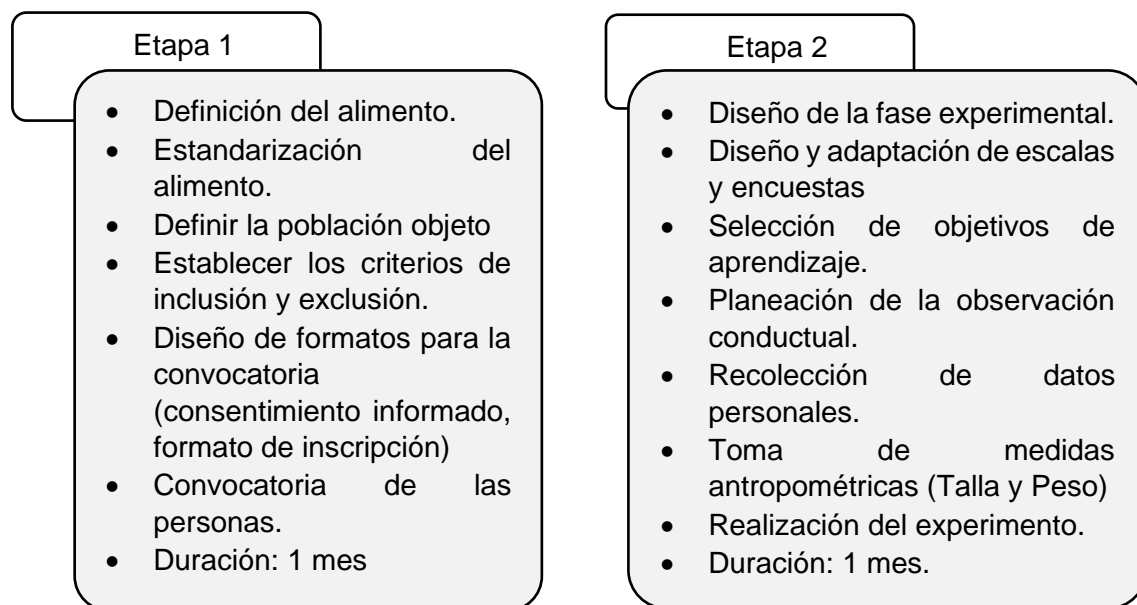 Etapa 1
• Definición del alimento.
• Estandarización del
alimento.
• Definir la población objeto
• Establecer los criterios de
inclusión y exclusión.
• Diseño de formatos para la
convocatoria
(consentimiento informado,
formato de inscripción)
• Convocatoria de las
personas.
• Duración: 1 mes
Etapa 2
• Diseño de la fase experimental.
• Diseño y adaptación de escalas
y encuestas
• Selección de objetivos de
aprendizaje.
• Planeación de la observación
conductual.
• Recolección de datos
personales.
• Toma de medidas
antropométricas (Talla y Peso)
• Realización del experimento.
• Duración: 1 mes.